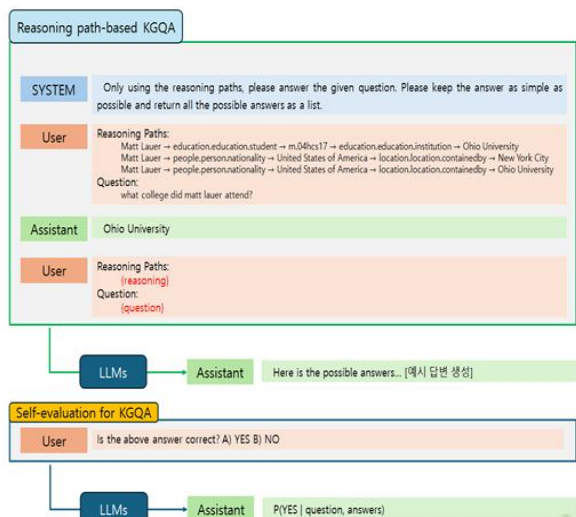 Reasoning path-based KGQA
SYSTEM
Only using the reasoning paths, please answer the given question. Please keep the answer as simple as
possible and return all the possible answers as a list.
User
Reasoning Paths:
Matt Lauer → education.education.student → m.04hcs17 → education.education.institution → Ohio University
Matt Lauer → people.person.nationality → United States of America → location.location.containedby → New York City
Matt Lauer → people.person.nationality → United States of America → location.location.containedby → Ohio University
Question:
what college did matt lauer attend?
Assistant
Ohio University
User
Reasoning Paths:
{reasoning}
Question:
{question}
LLMs
Assistant
Here is the possible answers... [예시 답변 생성]
Self-evaluation for KGQA
User
Is the above answer correct? A) YES B) NO
LLMs
Assistant
P(YES | question, answers)